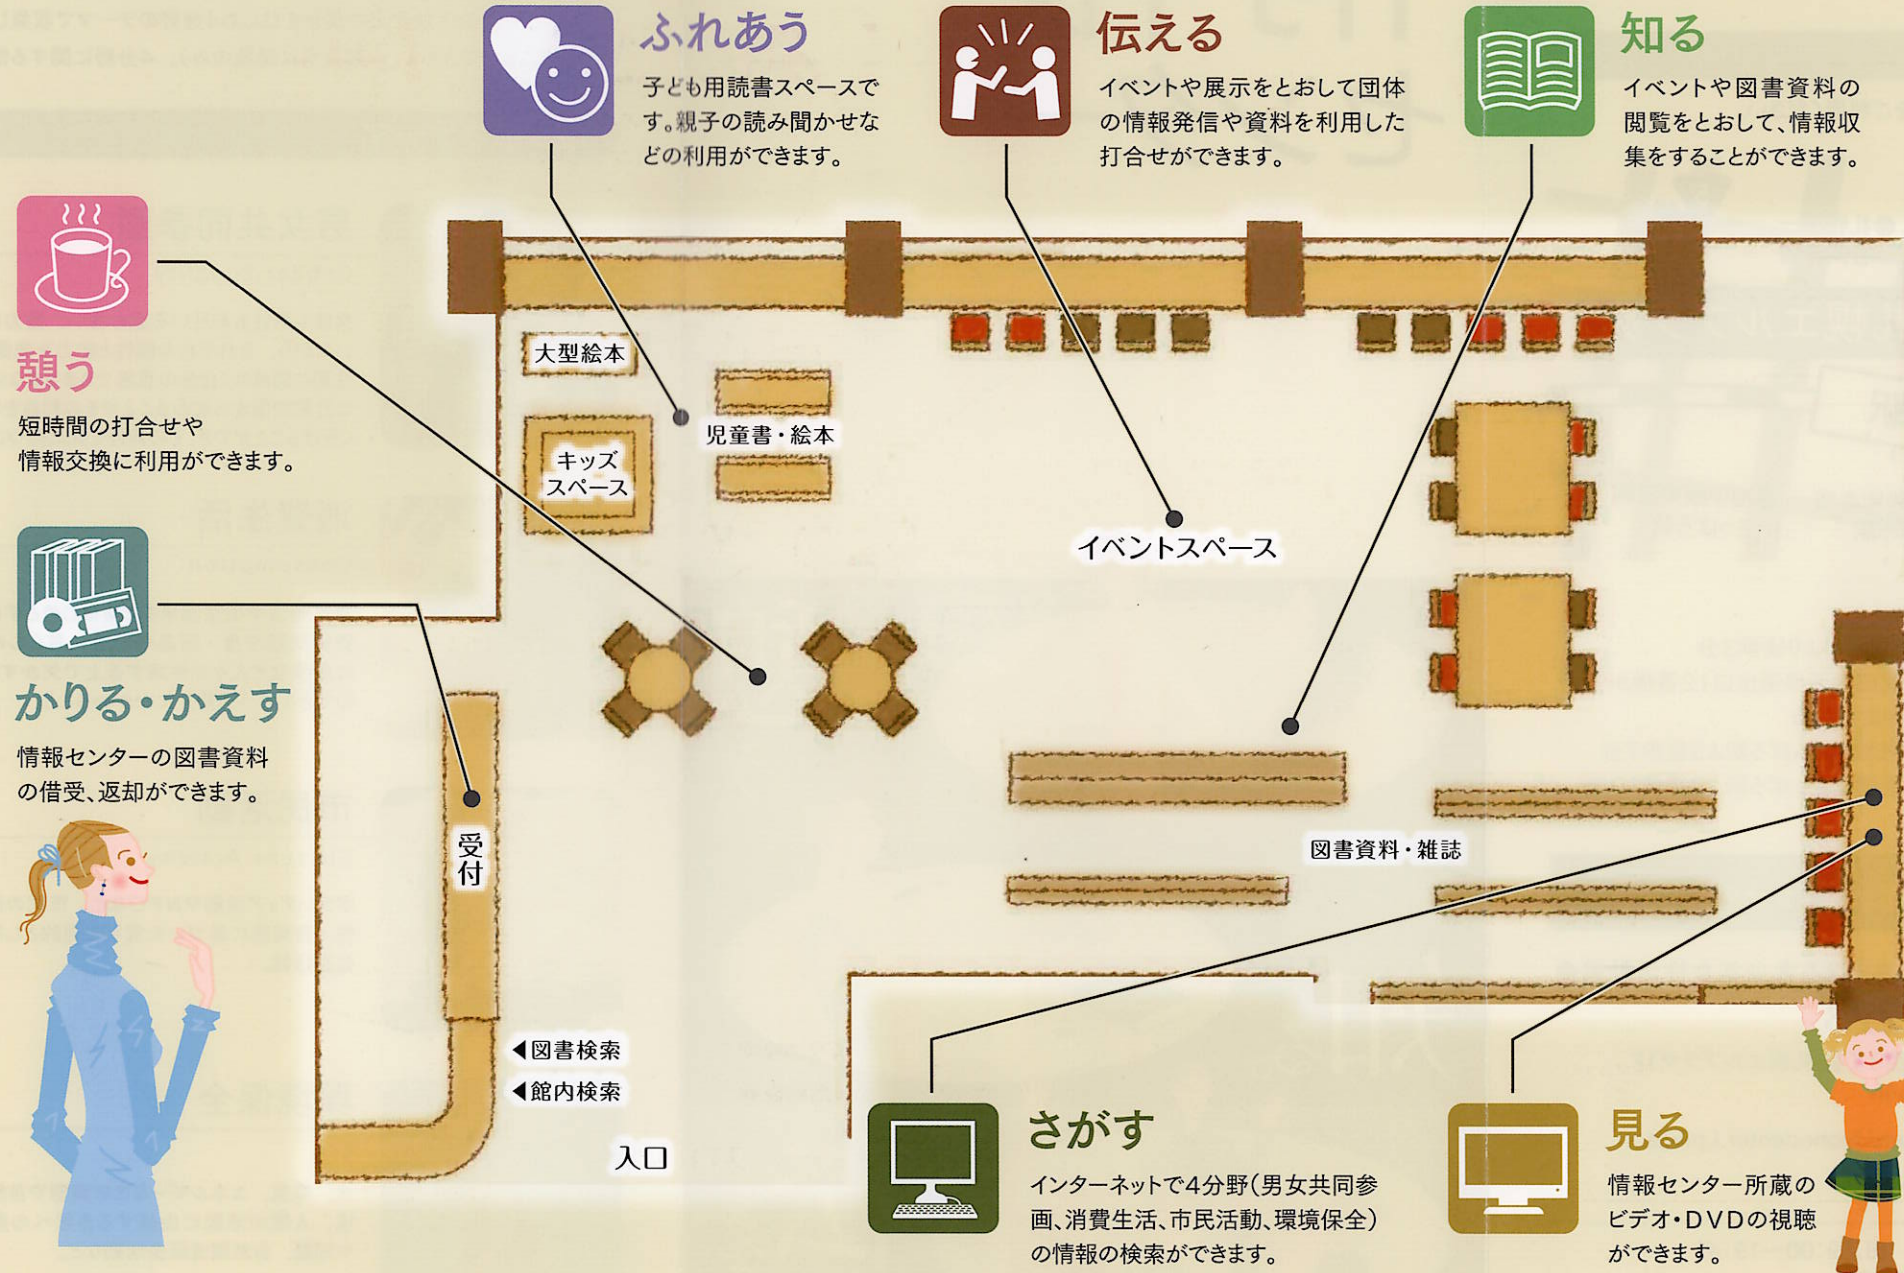 ふれあう
子ども用読書スペースで
す。親子の読み聞かせな
どの利用ができます。
伝える
イベントや展示をとおして団体
の情報発信や資料を利用した
打合せができます。
知る
イベントや図書資料の
閲覧をとおして、情報収
集をすることができます。
憩う
短時間の打合せや
情報交換に利用ができます。
かりる・かえす
情報センターの図書資料
の借受、返却ができます。
大型絵本
キッズ
スペース
児童書・絵本
イベントスペース
図書資料・雑誌
受付
◀図書検索
◀館内検索
入口
さがす
インターネットで4分野(男女共同参
画、消費生活、市民活動、環境保全)
の情報の検索ができます。
見る
情報センター所蔵の
ビデオ・DVDの視聴
ができます。